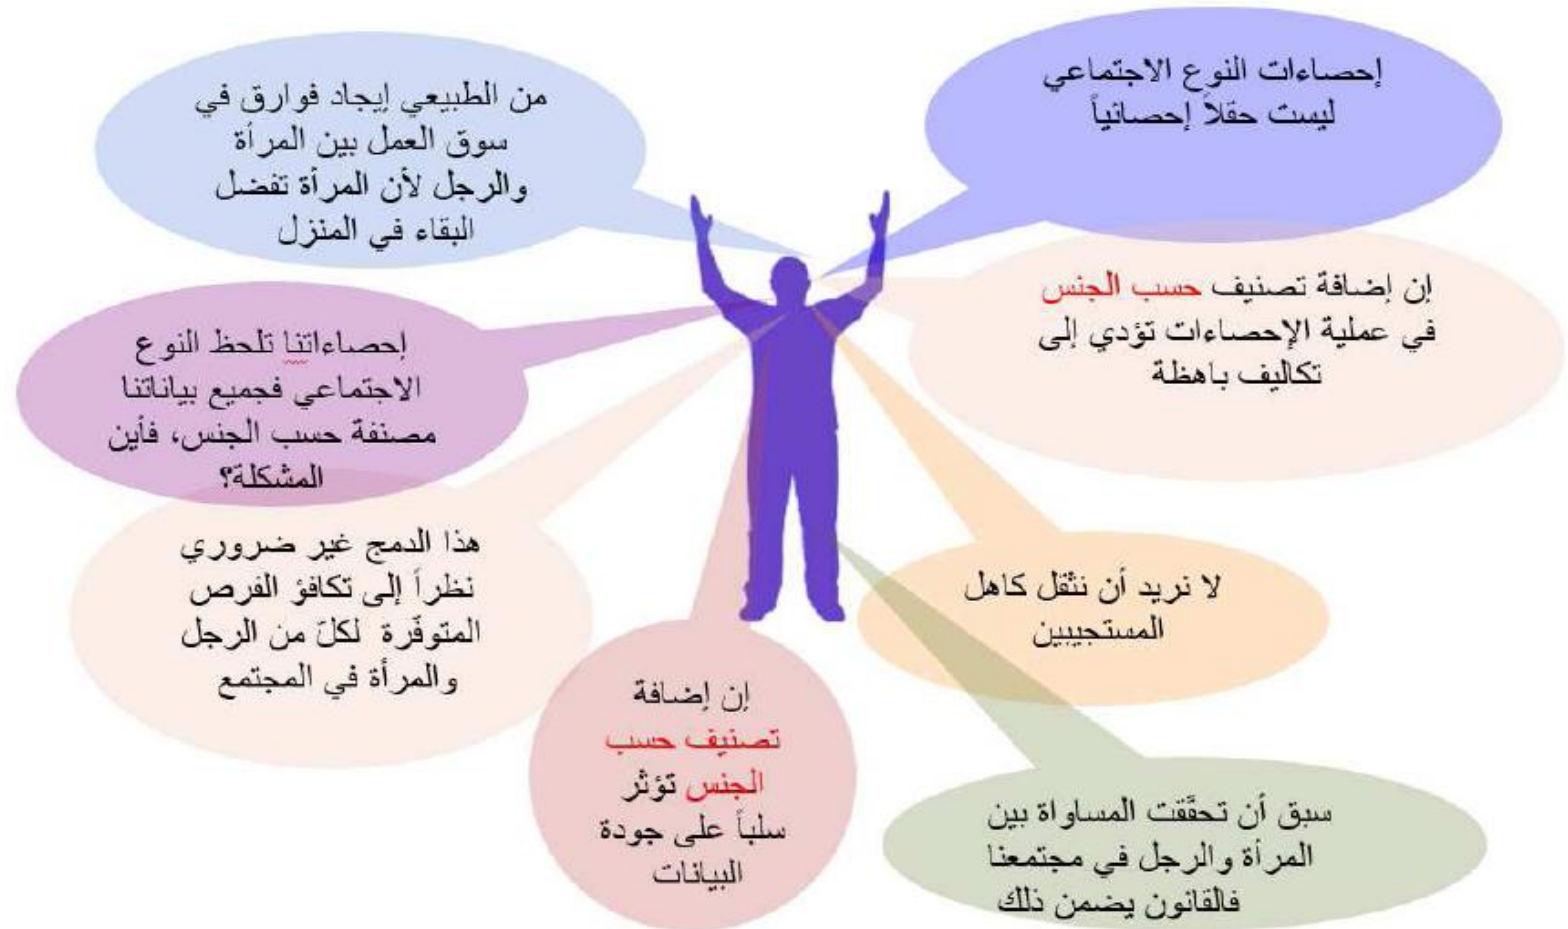 إحصاءات النوع الاجتماعي
ليست حقلاً إحصائياً
من الطبيعي إيجاد فوارق في
سوق العمل بين المرأة
والرجل لأن المرأة تفضل
البقاء في المنزل
إن إضافة تصنيف حسب الجنس
في عملية الإحصاءات تؤدي إلى
تكاليف باهظة
إحصاءاتنا تلحظ النوع
الاجتماعي فجميع بياناتنا
مصنفة حسب الجنس، فأين
المشكلة؟
لا نريد أن نثقل كاهل
المستجيبين
هذا الدمج غير ضروري
نظراً إلى تكافؤ الفرص
المتوفّرة لكلّ من الرجل
والمرأة في المجتمع
إن إضافة
تصنيف حسب
الجنس تؤثر
سلباً على جودة
البيانات
سبق أن تحقَّقت المساواة بين
المرأة والرجل في مجتمعنا
فالقانون يضمن ذلك